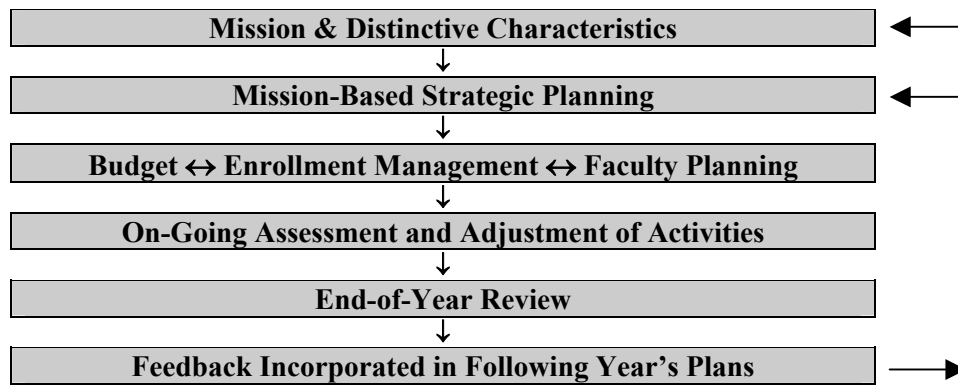 Mission & Distinctive Characteristics
↓
Mission-Based Strategic Planning
↓
Budget ↔ Enrollment Management ↔ Faculty Planning
↓
On-Going Assessment and Adjustment of Activities
↓
End-of-Year Review
↓
Feedback Incorporated in Following Year’s Plans